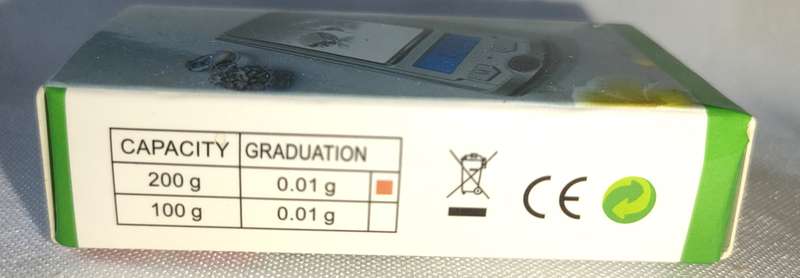 CAPACITY GRADUATION
200 g 0.01 g
100 g 0.01 g
CE